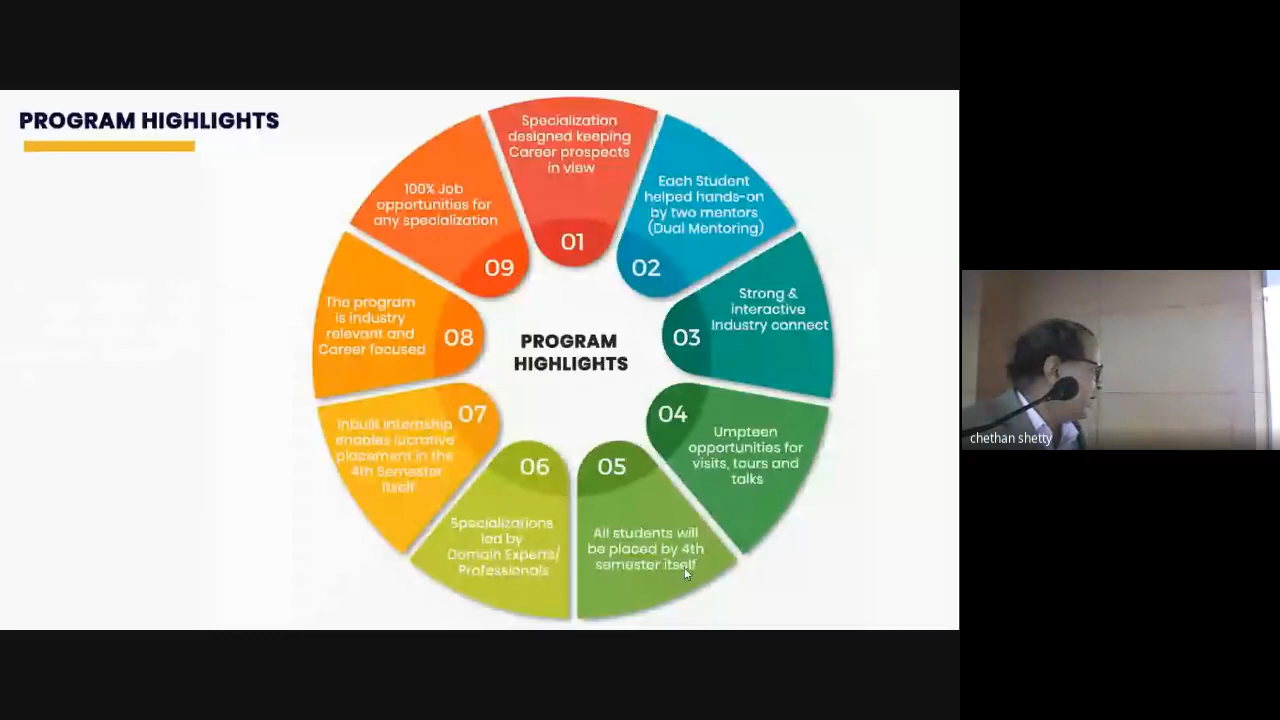 PROGRAM HIGHLIGHTS
Specialization
designed keeping
Career prospects
in view
01
Each Student
helped hands-on
by two mentors
(Dual Mentoring)
02
Strong &
interactive
Industry connect
03
Umpteen
opportunities for
visits, tours and
talks
04
All students will
be placed by 4th
semester itself
05
Specializations
led by
Domain Experts/
Professionals
06
Inbuilt Internship
enables lucrative
placement in the
4th Semester
itself
07
The program
is industry
relevant and
Career focused
08
100% Job
opportunities for
any specialization
09
PROGRAM
HIGHLIGHTS
chethan shetty